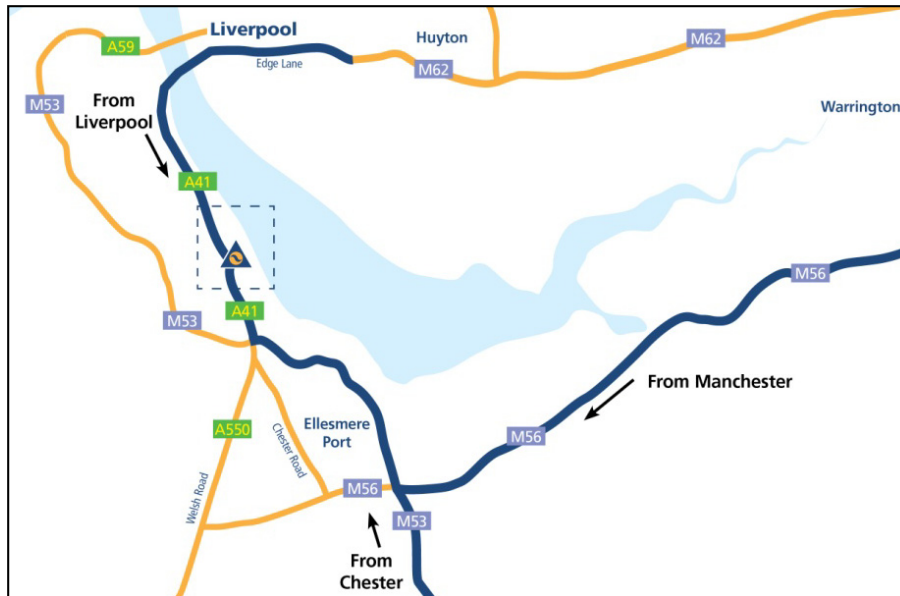 Liverpool
A59
Huyton
M62
Edge Lane
M62
M53
From
Liverpool
Warrington
A41
M56
A41
M53
From Manchester
Ellesmere
Port
A550
Chester Road
M56
Welsh Road
M56
M53
From
Chester